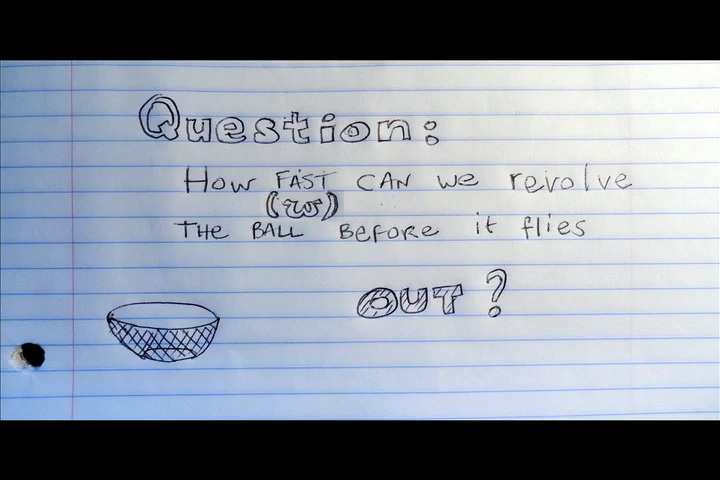 Question:
How FAST CAN we revolve
(w)
THE BALL BEFORE it flies
OUT?